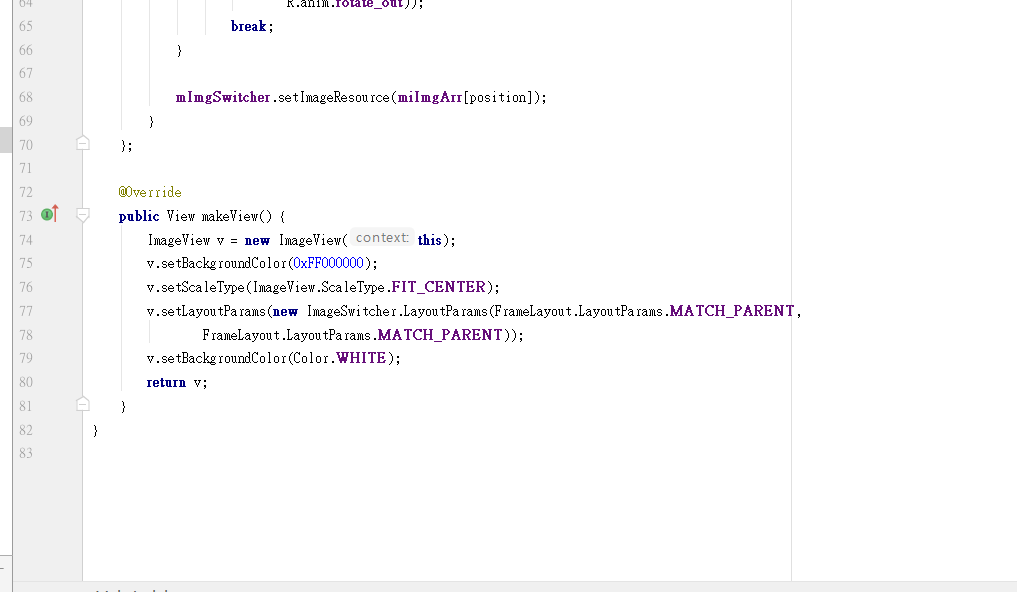 64 R.anim.rotate_out));
65 break;
66 }
67
68 mImgSwitcher.setImageResource(miImgArr[position]);
69 }
70 };
71
72 @Override
73 public View makeView() {
74 ImageView v = new ImageView( context: this);
75 v.setBackgroundColor(0xFF000000);
76 v.setScaleType(ImageView.ScaleType.FIT_CENTER);
77 v.setLayoutParams(new ImageSwitcher.LayoutParams(FrameLayout.LayoutParams.MATCH_PARENT,
78 FrameLayout.LayoutParams.MATCH_PARENT));
79 v.setBackgroundColor(Color.WHITE);
80 return v;
81 }
82 }
83